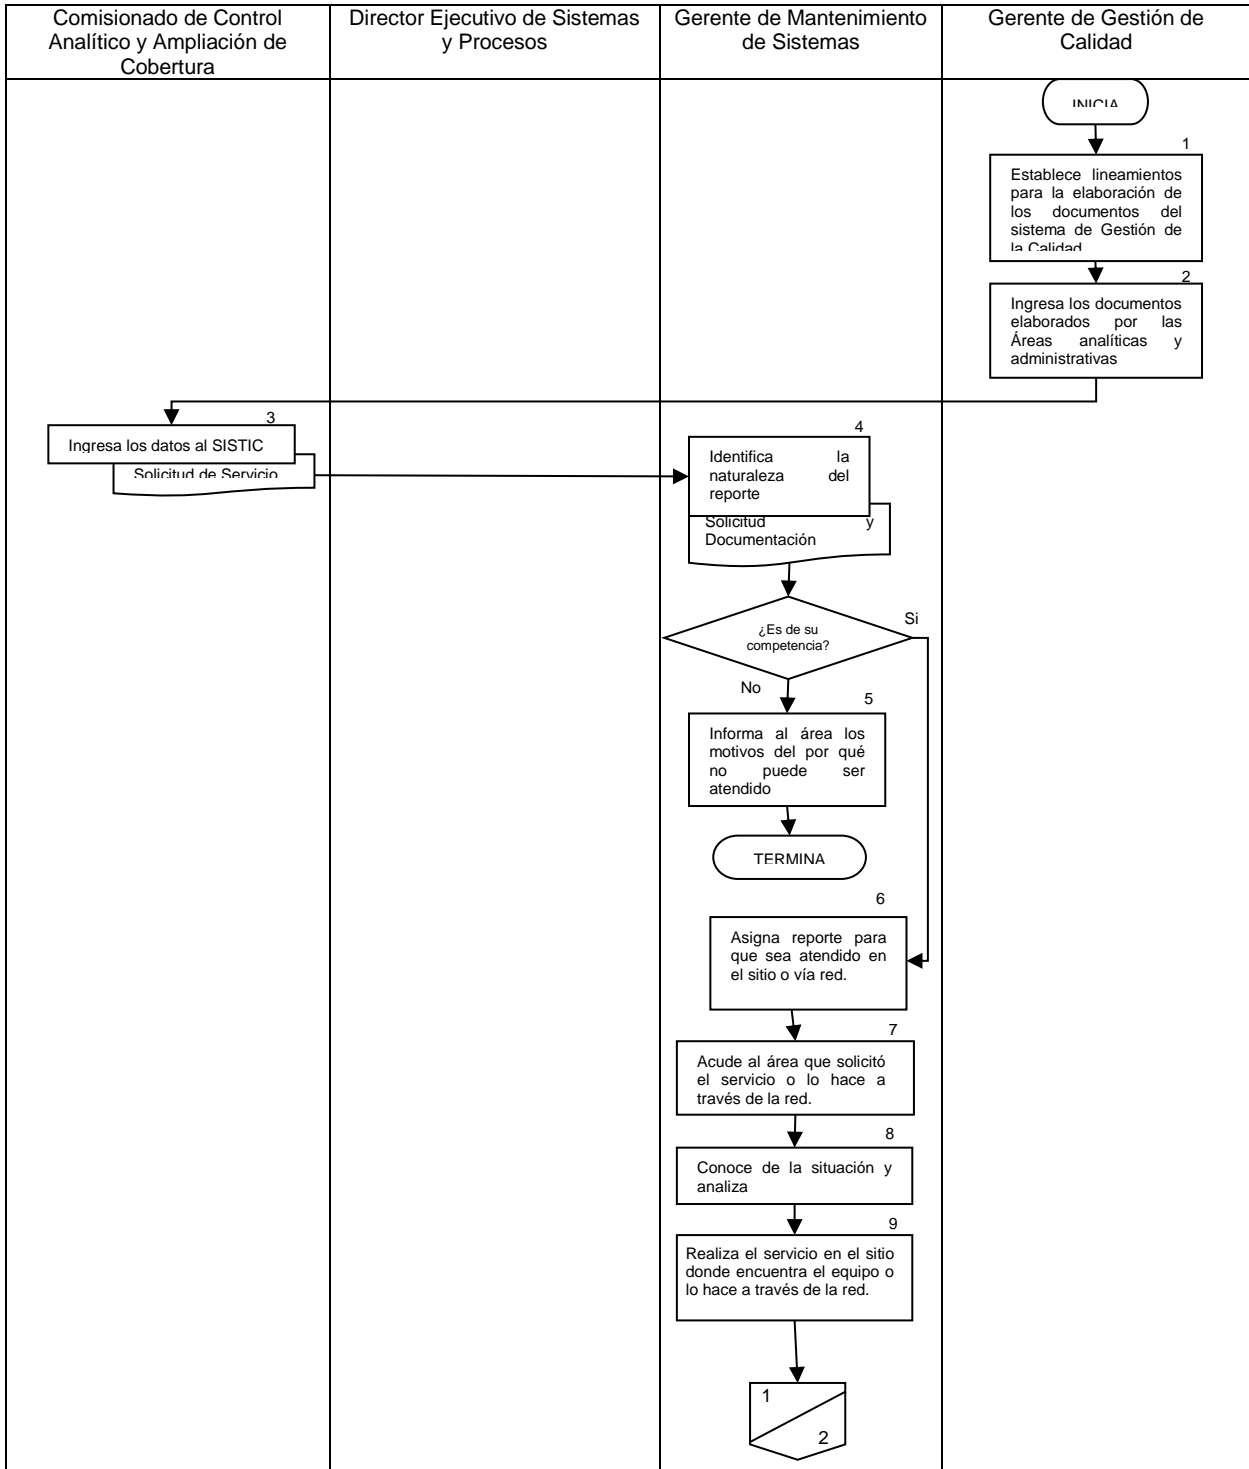 Comisionado de Control
Analítico y Ampliación de
Cobertura
Director Ejecutivo de Sistemas
y Procesos
Gerente de Mantenimiento
de Sistemas
Gerente de Gestión de
Calidad
INICIA
1
Establece lineamientos
para la elaboración de
los documentos del
sistema de Gestión de
la Calidad
2
Ingresa los documentos
elaborados por las
Áreas analíticas y
administrativas
3
Ingresa los datos al SISTIC
Solicitud de Servicio
4
Identifica la
naturaleza del
reporte
Solicitud y
Documentación
¿Es de su
competencia?
Si
No
5
Informa al área los
motivos del por qué
no puede ser
atendido
TERMINA
6
Asigna reporte para
que sea atendido en
el sitio o vía red.
7
Acude al área que solicitó
el servicio o lo hace a
través de la red.
8
Conoce de la situación y
analiza
9
Realiza el servicio en el sitio
donde encuentra el equipo o
lo hace a través de la red.
1
2